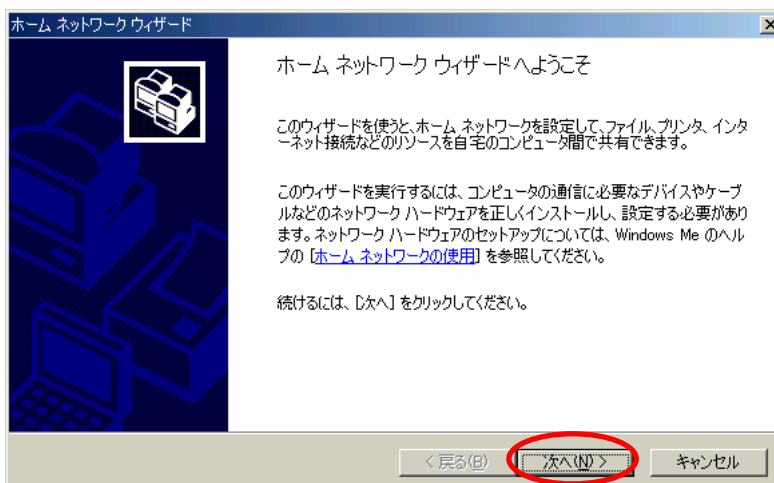 ホーム ネットワーク ウィザード
ホーム ネットワーク ウィザードへようこそ
このウィザードを使うと、ホーム ネットワークを設定して、ファイル、プリンタ、インタ
ーネット接続などのリソースを自宅のコンピュータ間で共有できます。
このウィザードを実行するには、コンピュータの通信に必要なデバイスやケーブ
ルなどのネットワーク ハードウェアを正しくインストールし、設定する必要があり
ます。ネットワーク ハードウェアのセットアップについては、Windows Me のヘル
プの [ホーム ネットワークの使用] を参照してください。
続けるには、[次へ] をクリックしてください。
< 戻る(B)
次へ(N) >
キャンセル